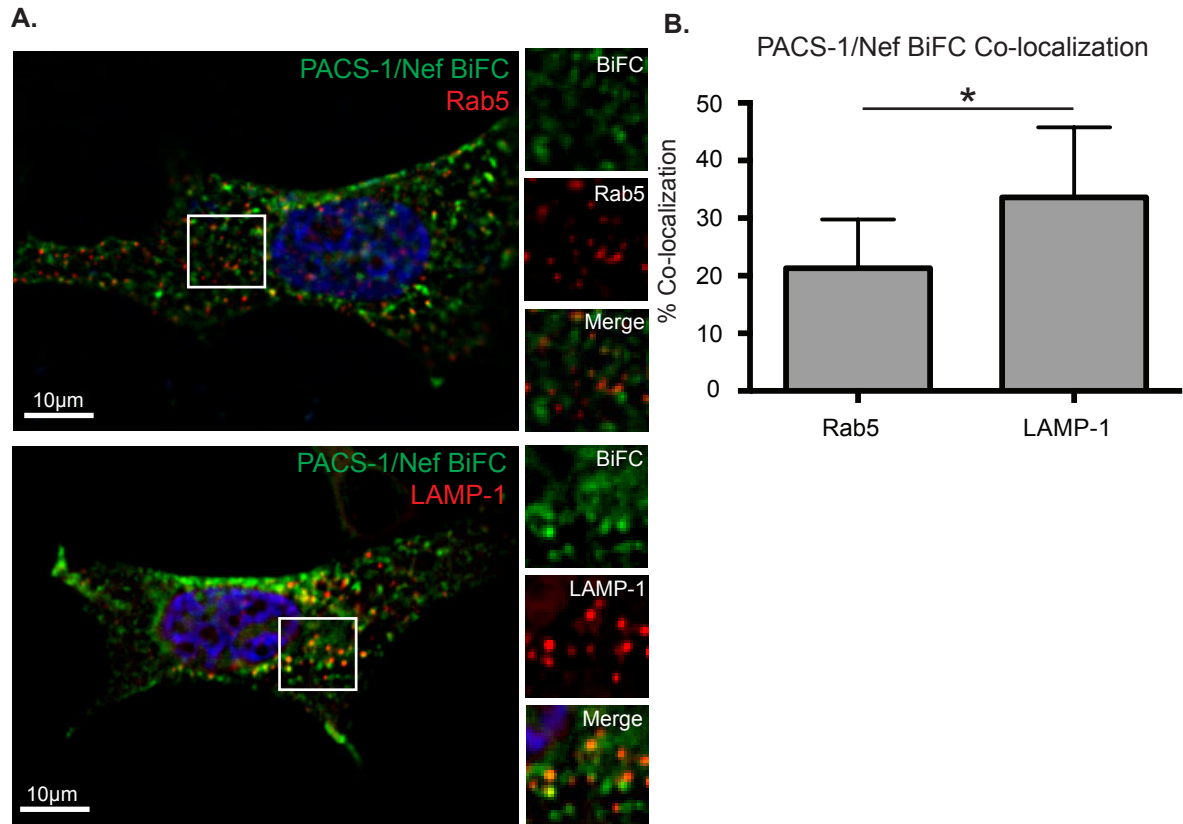 A.
PACS-1/Nef BiFC
Rab5
10µm
BiFC
Rab5
Merge
PACS-1/Nef BiFC
LAMP-1
10µm
BiFC
LAMP-1
Merge
B.
PACS-1/Nef BiFC Co-localization
% Co-localization
50
40
30
20
10
0
*
Rab5
LAMP-1